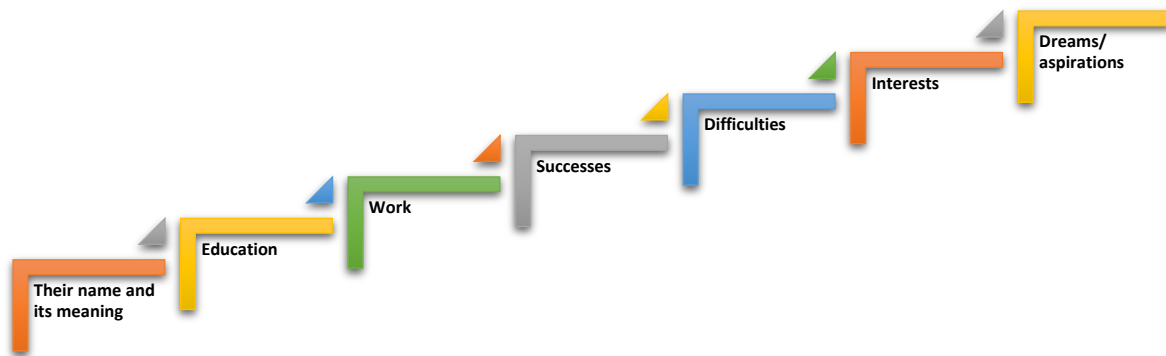 Their name and
its meaning
Education
Work
Successes
Difficulties
Interests
Dreams/
aspirations